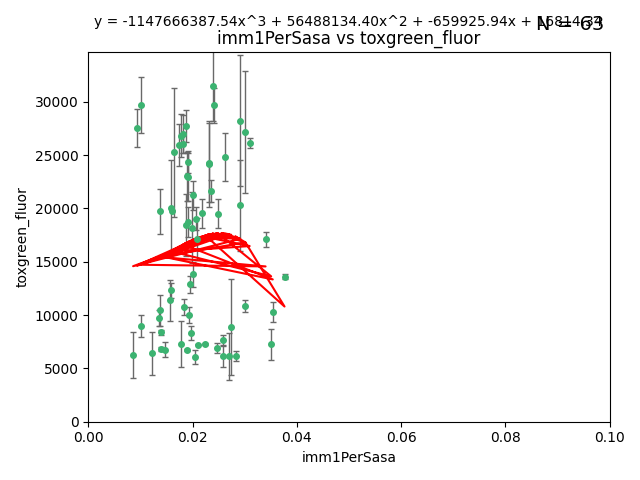 y = -1147666387.54x^3 + 56488134.40x^2 + -659925.94x +
N = 63
imm1PerSasa vs toxgreen_fluor
30000
25000
20000
15000
10000
5000
0
toxgreen_fluor
0.00 0.02 0.04 0.06 0.08 0.10
imm1PerSasa